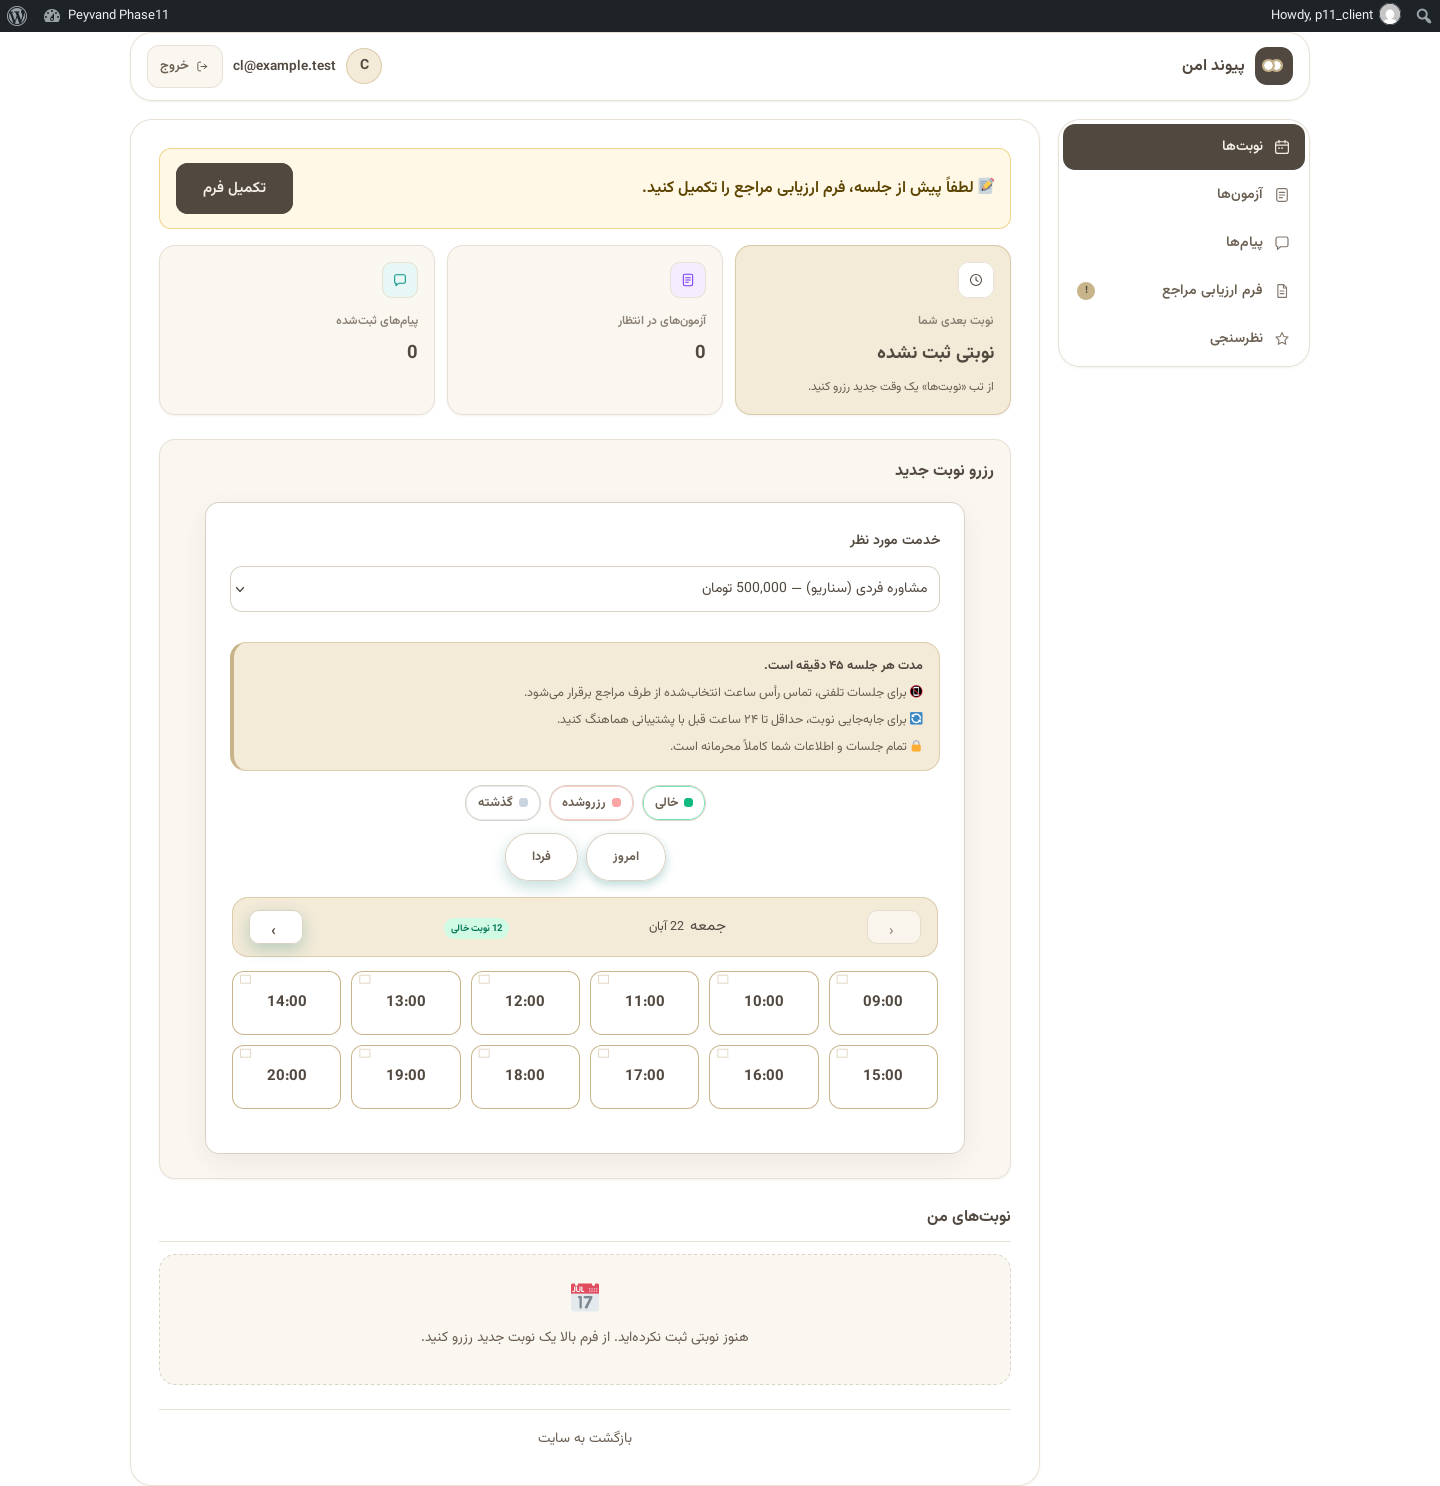 Peyvand Phase11
Howdy, p11_client
پیوند امن
C
cl@example.test
خروج
نوبت‌ها
آزمون‌ها
پیام‌ها
فرم ارزیابی مراجع
!
نظرسنجی
لطفاً پیش از جلسه، فرم ارزیابی مراجع را تکمیل کنید.
تکمیل فرم
نوبت بعدی شما
نوبتی ثبت نشده
از تب «نوبت‌ها» یک وقت جدید رزرو کنید.
آزمون‌های در انتظار
0
پیام‌های ثبت‌شده
0
رزرو نوبت جدید
خدمت مورد نظر
مشاوره فردی (سناریو) — 500,000 تومان
مدت هر جلسه ۴۵ دقیقه است.
برای جلسات تلفنی، تماس رأس ساعت انتخاب‌شده از طرف مراجع برقرار می‌شود.
برای جابه‌جایی نوبت، حداقل تا ۲۴ ساعت قبل با پشتیبانی هماهنگ کنید.
تمام جلسات و اطلاعات شما کاملاً محرمانه است.
خالی
رزروشده
گذشته
امروز
فردا
جمعه 22 آبان
12 نوبت خالی
09:00
10:00
11:00
12:00
13:00
14:00
15:00
16:00
17:00
18:00
19:00
20:00
نوبت‌های من
JUL
17
هنوز نوبتی ثبت نکرده‌اید. از فرم بالا یک نوبت جدید رزرو کنید.
بازگشت به سایت